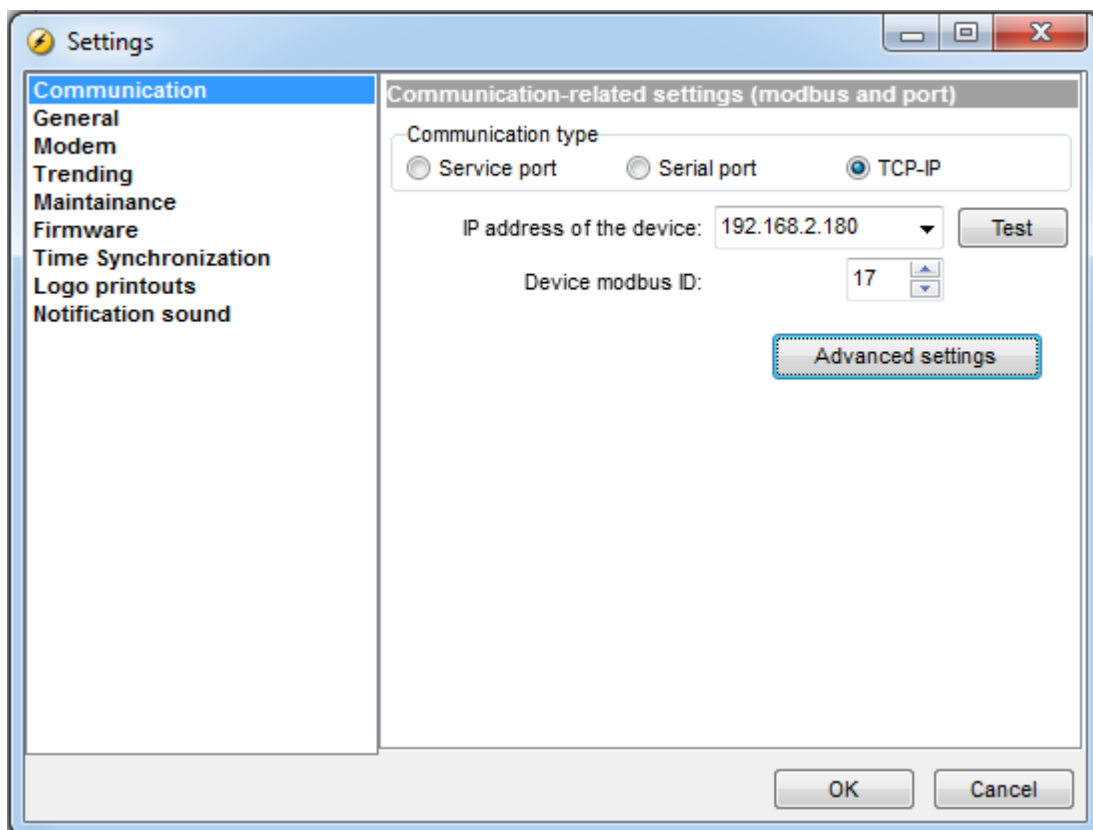 Settings
Communication
General
Modem
Trending
Maintainance
Firmware
Time Synchronization
Logo printouts
Notification sound
Communication-related settings (modbus and port)
Communication type
Service port Serial port TCP-IP
IP address of the device: 192.168.2.180 Test
Device modbus ID: 17
Advanced settings
OK Cancel